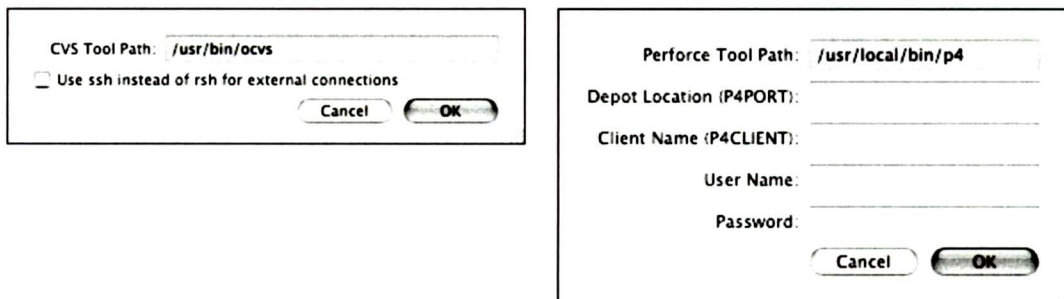 CVS Tool Path: /usr/bin/ocvs
Use ssh instead of rsh for external connections
Cancel OK
Perforce Tool Path: /usr/local/bin/p4
Depot Location (P4PORT):
Client Name (P4CLIENT):
User Name:
Password:
Cancel OK